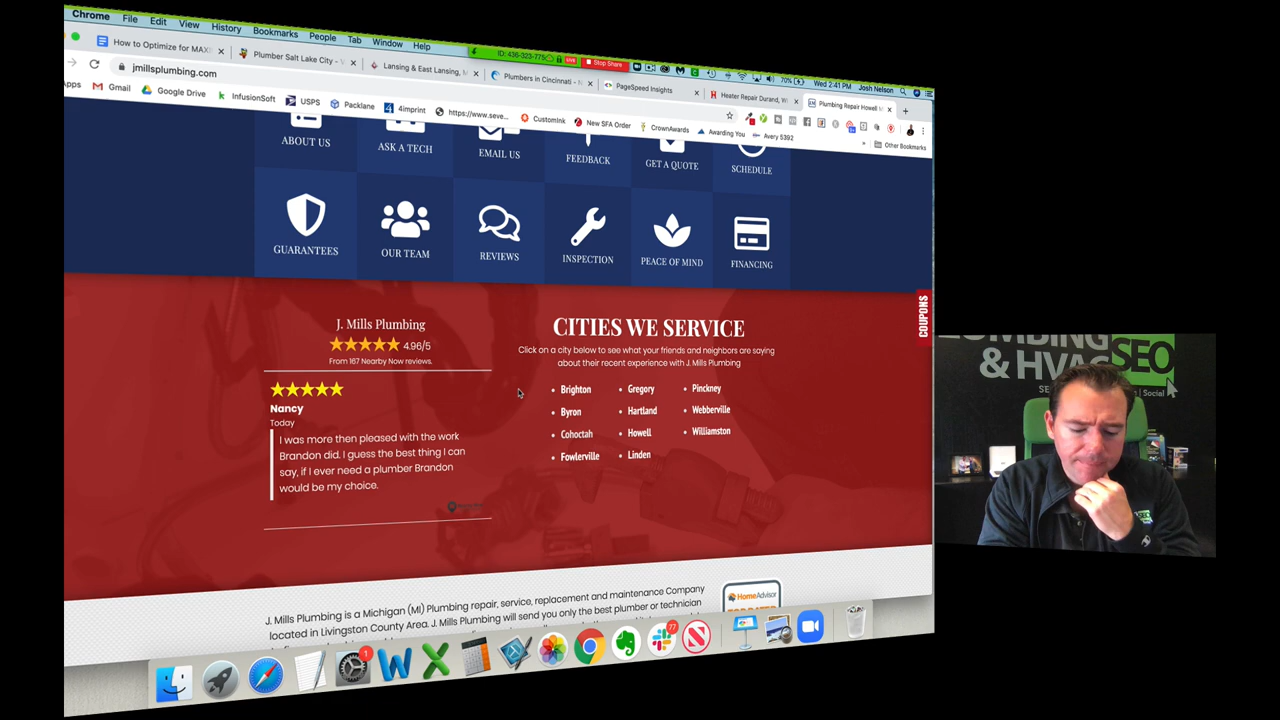 Chrome File Edit View History Bookmarks People Tab Window Help
ID: 436-323-775 LIVE Stop Share
70% Wed 2:41 PM Josh Nelson
How to Optimize for MAX
Plumber Salt Lake City -
Lansing & East Lansing,
Plumbers in Cincinnati -
PageSpeed Insights
Heater Repair Durand,
Plumbing Repair Howell
jmillsplumbing.com
Apps Gmail Google Drive InfusionSoft USPS Packlane 4imprint https://www.seve... CustomInk New SFA Order CrownAwards Awarding You Avery 5392
» Other Bookmarks
ABOUT US
ASK A TECH
EMAIL US
FEEDBACK
GET A QUOTE
SCHEDULE
GUARANTEES
OUR TEAM
REVIEWS
INSPECTION
PEACE OF MIND
FINANCING
COUPONS
J. Mills Plumbing
4.96/5
From 167 Nearby Now reviews.
Nancy
Today
I was more then pleased with the work
Brandon did. I guess the best thing I can
say, if I ever need a plumber Brandon
would be my choice.
CITIES WE SERVICE
Click on a city below to see what your friends and neighbors are saying
about their recent experience with J. Mills Plumbing
Brighton
Byron
Cohoctah
Fowlerville
Gregory
Hartland
Howell
Linden
Pinckney
Webberville
Williamston
J. Mills Plumbing is a Michigan (MI) Plumbing repair, service, replacement and maintenance Company
located in Livingston County Area. J. Mills Plumbing will send you only the best plumber or technician
HomeAdvisor
1
77
& HVAC SEO
Social
SEO